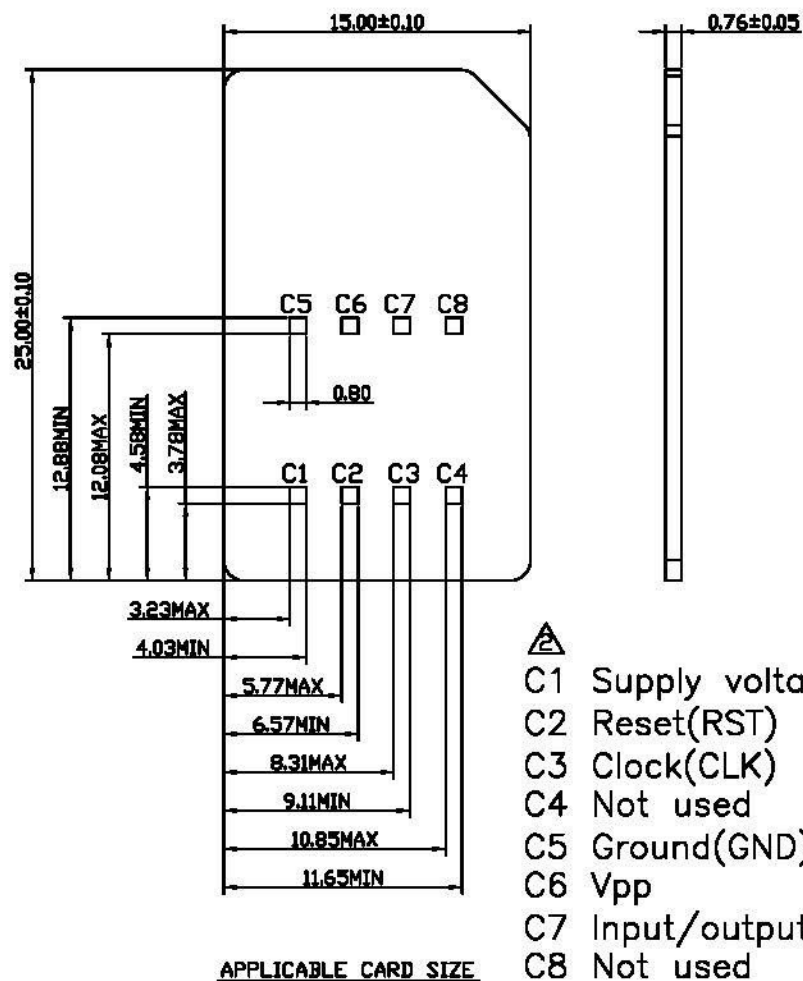 15.00±0.10
0.76±0.05
25.00±0.10
12.88MIN
12.08MAX
4.58MIN
3.78MAX
C5 C6 C7 C8
0.80
C1 C2 C3 C4
3.23MAX
4.03MIN
5.77MAX
6.57MIN
8.31MAX
9.11MIN
10.85MAX
11.65MIN
APPLICABLE CARD SIZE
2
C1 Supply volta
C2 Reset(RST)
C3 Clock(CLK)
C4 Not used
C5 Ground(GND)
C6 Vpp
C7 Input/output
C8 Not used